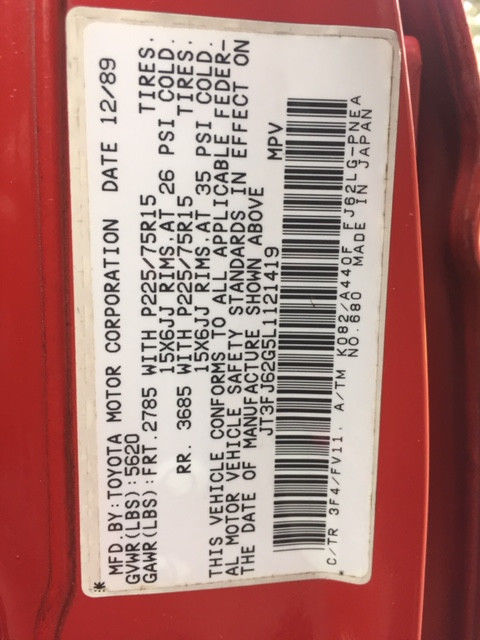 MFD.BY:TOYOTA MOTOR CORPORATION DATE 12/89
GVWR(LBS):5620
GAWR(LBS):FRT.2785 WITH P225/75R15 TIRES.
15X6JJ RIMS.AT 26 PSI COLD.
RR. 3685 WITH P225/75R15 TIRES.
15X6JJ RIMS.AT 35 PSI COLD.
THIS VEHICLE CONFORMS TO ALL APPLICABLE FEDER-
AL MOTOR VEHICLE SAFETY STANDARDS IN EFFECT ON
THE DATE OF MANUFACTURE SHOWN ABOVE
JT3FJ62G5L1121419 MPV
C/TR 3F4/FV11. A/TM K082/A440F FJ62LG-PNEA
NO.680 MADE IN JAPAN